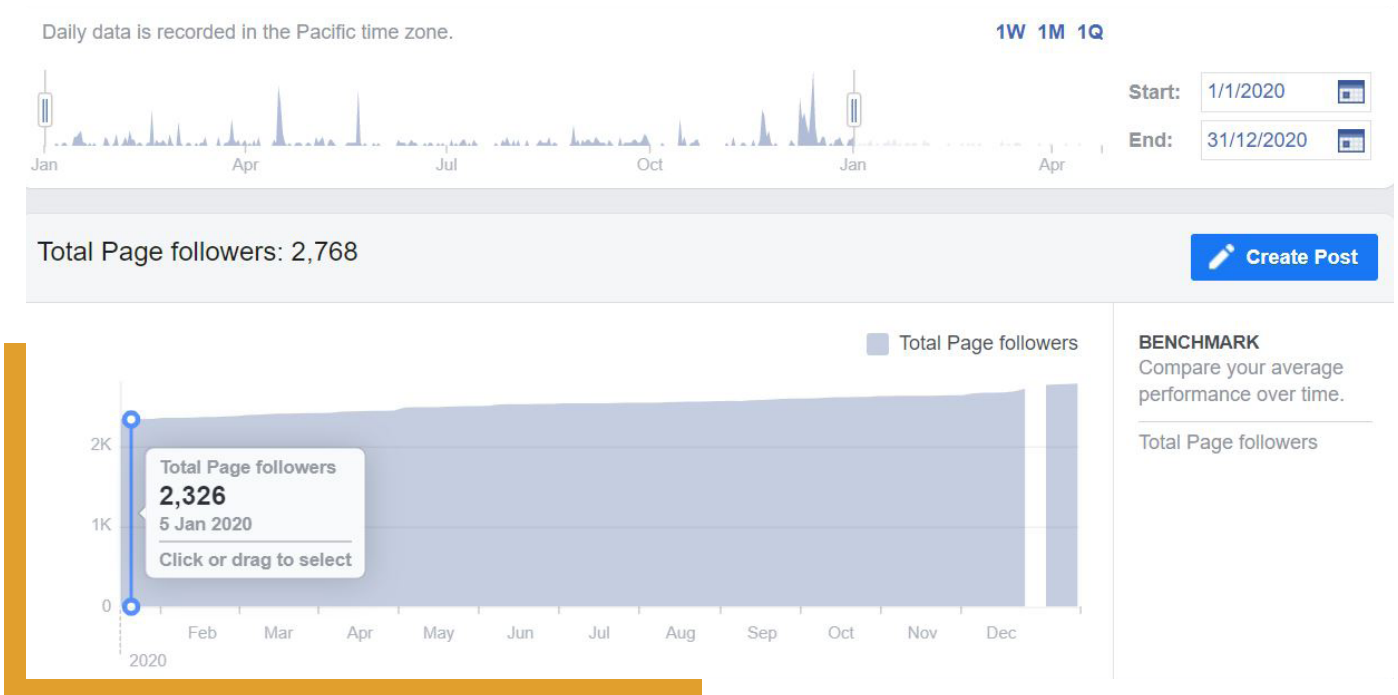 Daily data is recorded in the Pacific time zone.
1W 1M 1Q
Start: 1/1/2020
End: 31/12/2020
Jan Apr Jul Oct Jan Apr
Total Page followers: 2,768
Create Post
Total Page followers
BENCHMARK
Compare your average
performance over time.
Total Page followers
2K
1K
0
Total Page followers
2,326
5 Jan 2020
Click or drag to select
Feb Mar Apr May Jun Jul Aug Sep Oct Nov Dec
2020